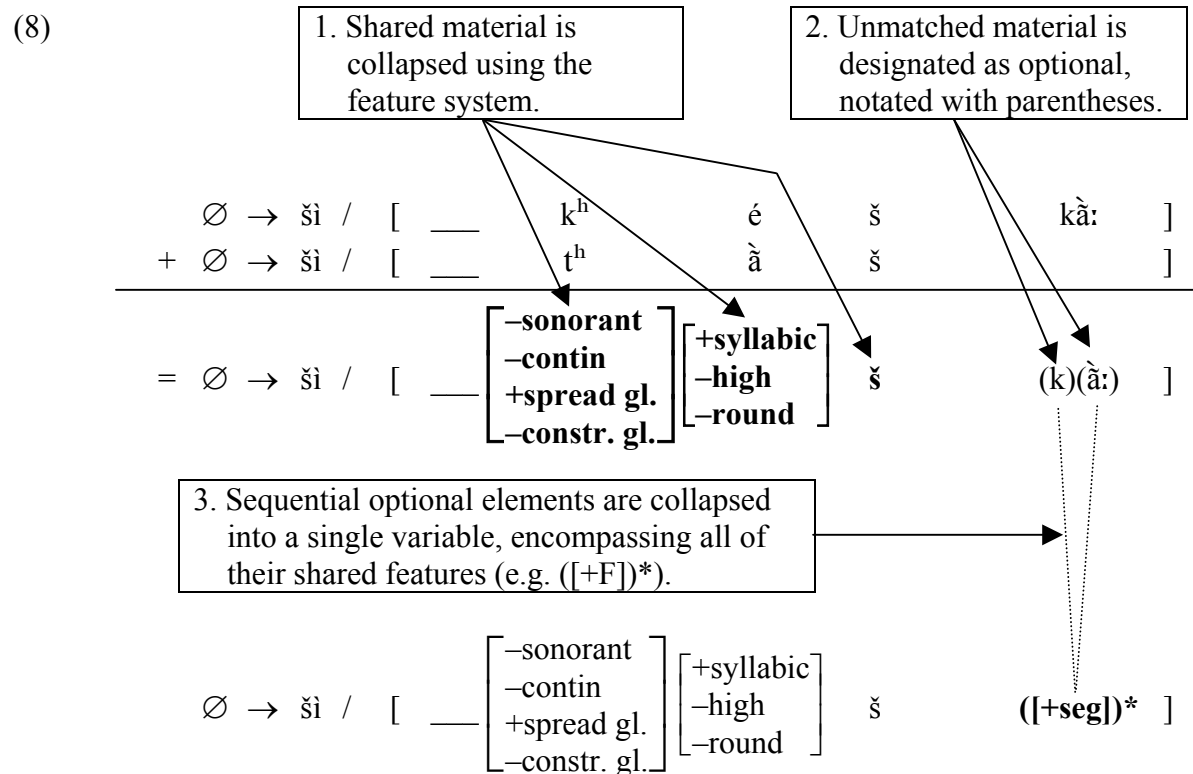 (8)
1. Shared material is
collapsed using the
feature system.
2. Unmatched material is
designated as optional,
notated with parentheses.
∅ → šì / [ ___ kʰ é š kã̀ː ]
+ ∅ → šì / [ ___ tʰ ã̀ š ]
= ∅ → šì / [ ___ [–sonorant –contin +spread gl. –constr. gl.] [+syllabic –high –round] š (k)(ã̀ː) ]
3. Sequential optional elements are collapsed
into a single variable, encompassing all of
their shared features (e.g. ([+F])*).
∅ → šì / [ ___ [–sonorant –contin +spread gl. –constr. gl.] [+syllabic –high –round] š ([+seg])* ]